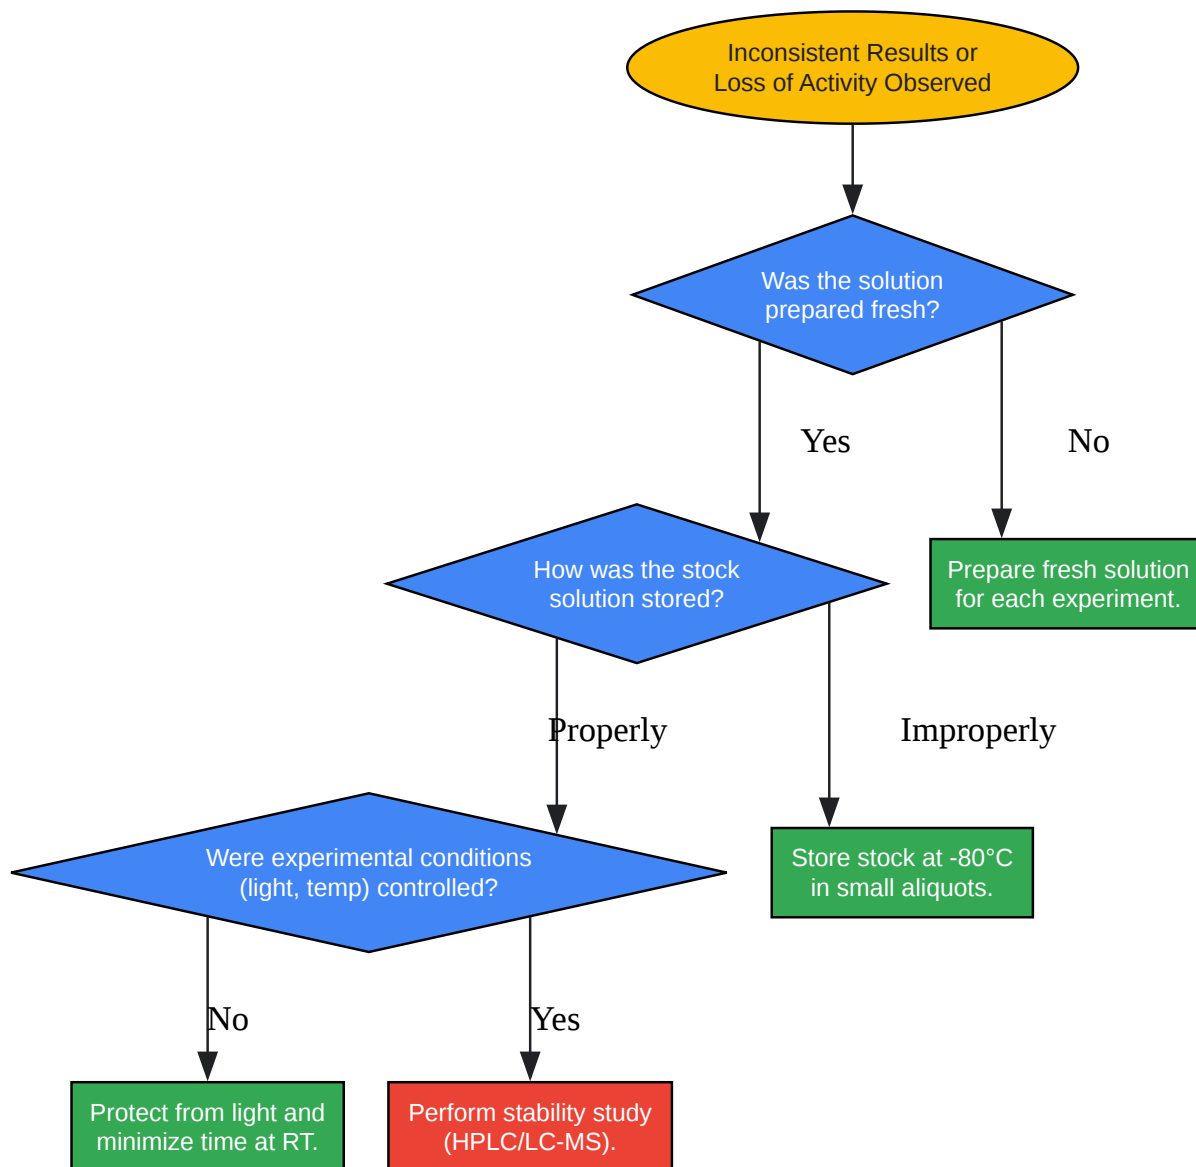 Inconsistent Results or
Loss of Activity Observed
Was the solution
prepared fresh?
Yes
No
How was the stock
solution stored?
Prepare fresh solution
for each experiment.
Properly
Improperly
Were experimental conditions
(light, temp) controlled?
Store stock at -80°C
in small aliquots.
No
Yes
Protect from light and
minimize time at RT.
Perform stability study
(HPLC/LC-MS).